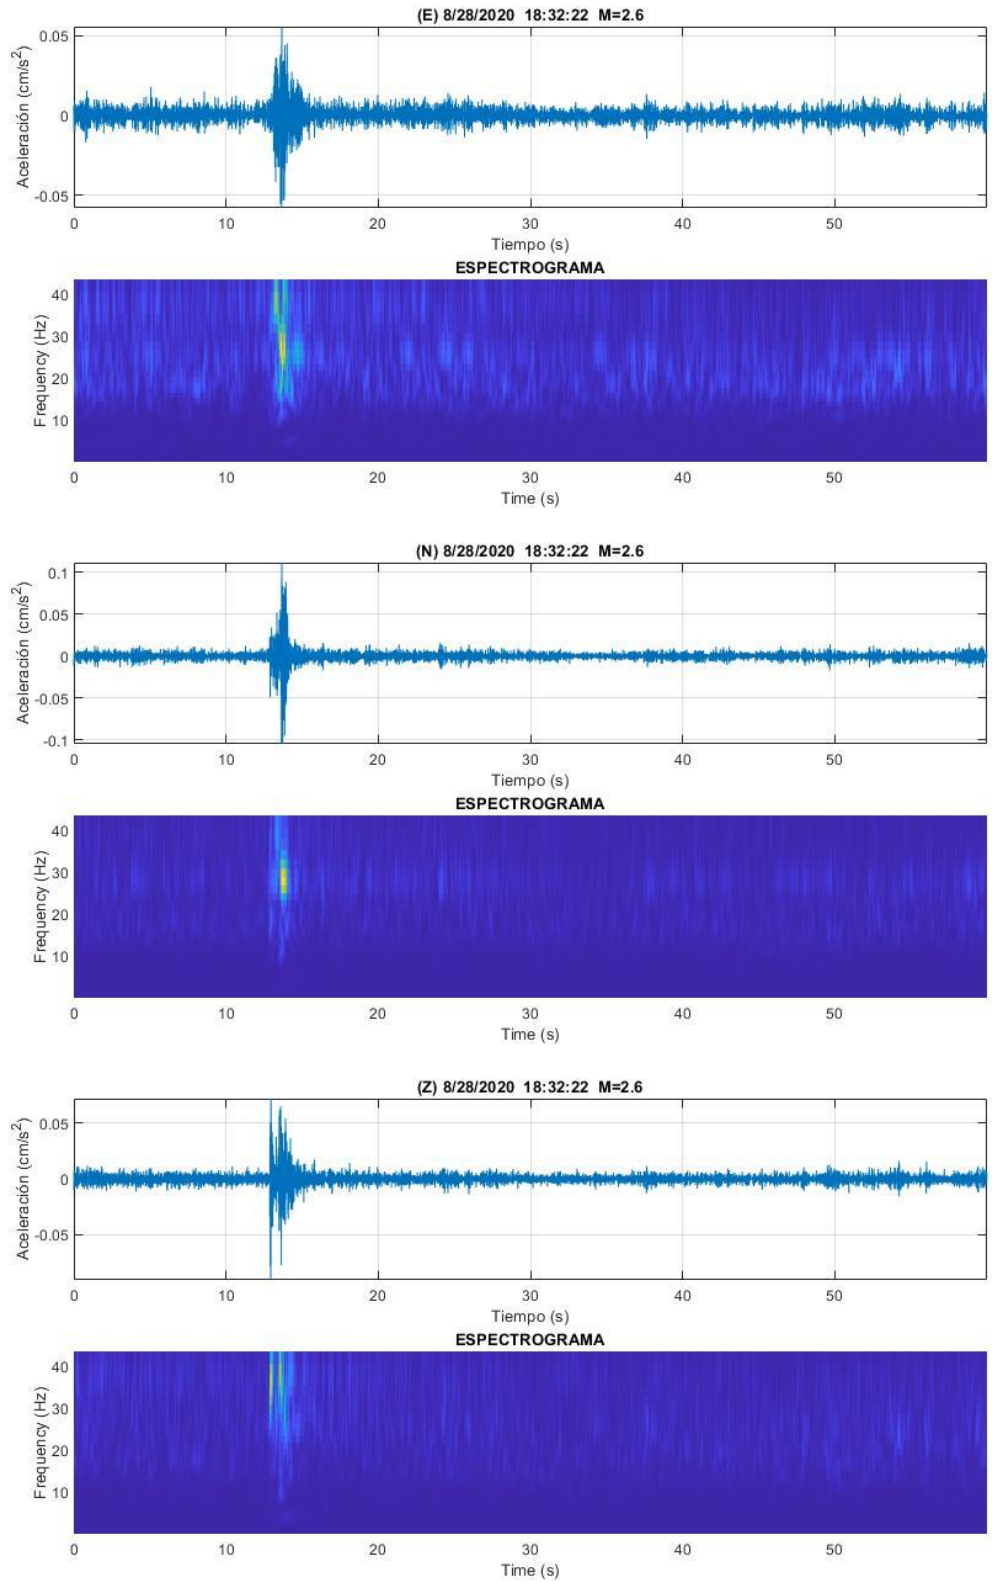 (E) 8/28/2020 18:32:22 M=2.6
Aceleración (cm/s²)
0.05
0
-0.05
0 10 20 30 40 50
Tiempo (s)
ESPECTROGRAMA
Frequency (Hz)
40
30
20
10
0 10 20 30 40 50
Time (s)
(N) 8/28/2020 18:32:22 M=2.6
Aceleración (cm/s²)
0.1
0.05
0
-0.05
-0.1
0 10 20 30 40 50
Tiempo (s)
ESPECTROGRAMA
Frequency (Hz)
40
30
20
10
0 10 20 30 40 50
Time (s)
(Z) 8/28/2020 18:32:22 M=2.6
Aceleración (cm/s²)
0.05
0
-0.05
0 10 20 30 40 50
Tiempo (s)
ESPECTROGRAMA
Frequency (Hz)
40
30
20
10
0 10 20 30 40 50
Time (s)